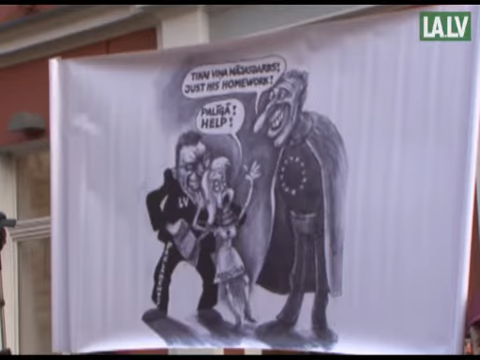 LA.LV
TIKAI VIŅA MĀJASDARBS!
JUST HIS HOMEWORK!
PALĪGĀ!
HELP!
LV